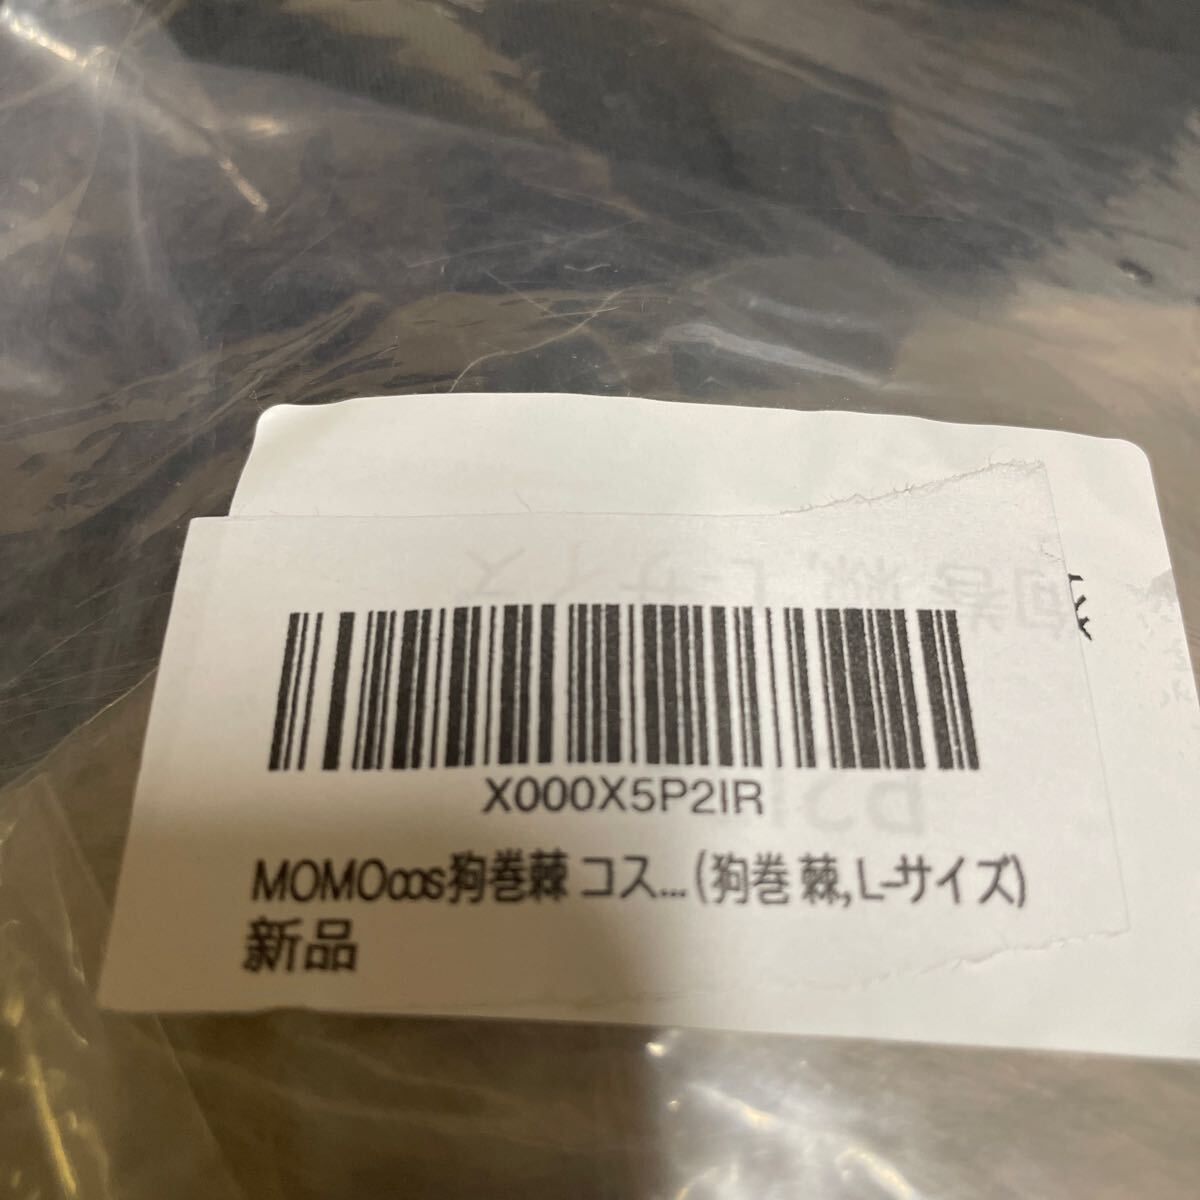 X000X5P2IR
MOMOcos狗巻棘 コス... (狗巻 棘, L-サイズ)
新品